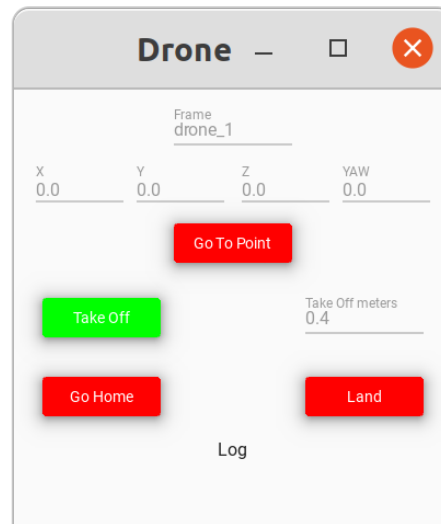 Drone
Frame
drone_1
X Y Z YAW
0.0 0.0 0.0 0.0
Go To Point
Take Off
Take Off meters
0.4
Go Home
Land
Log